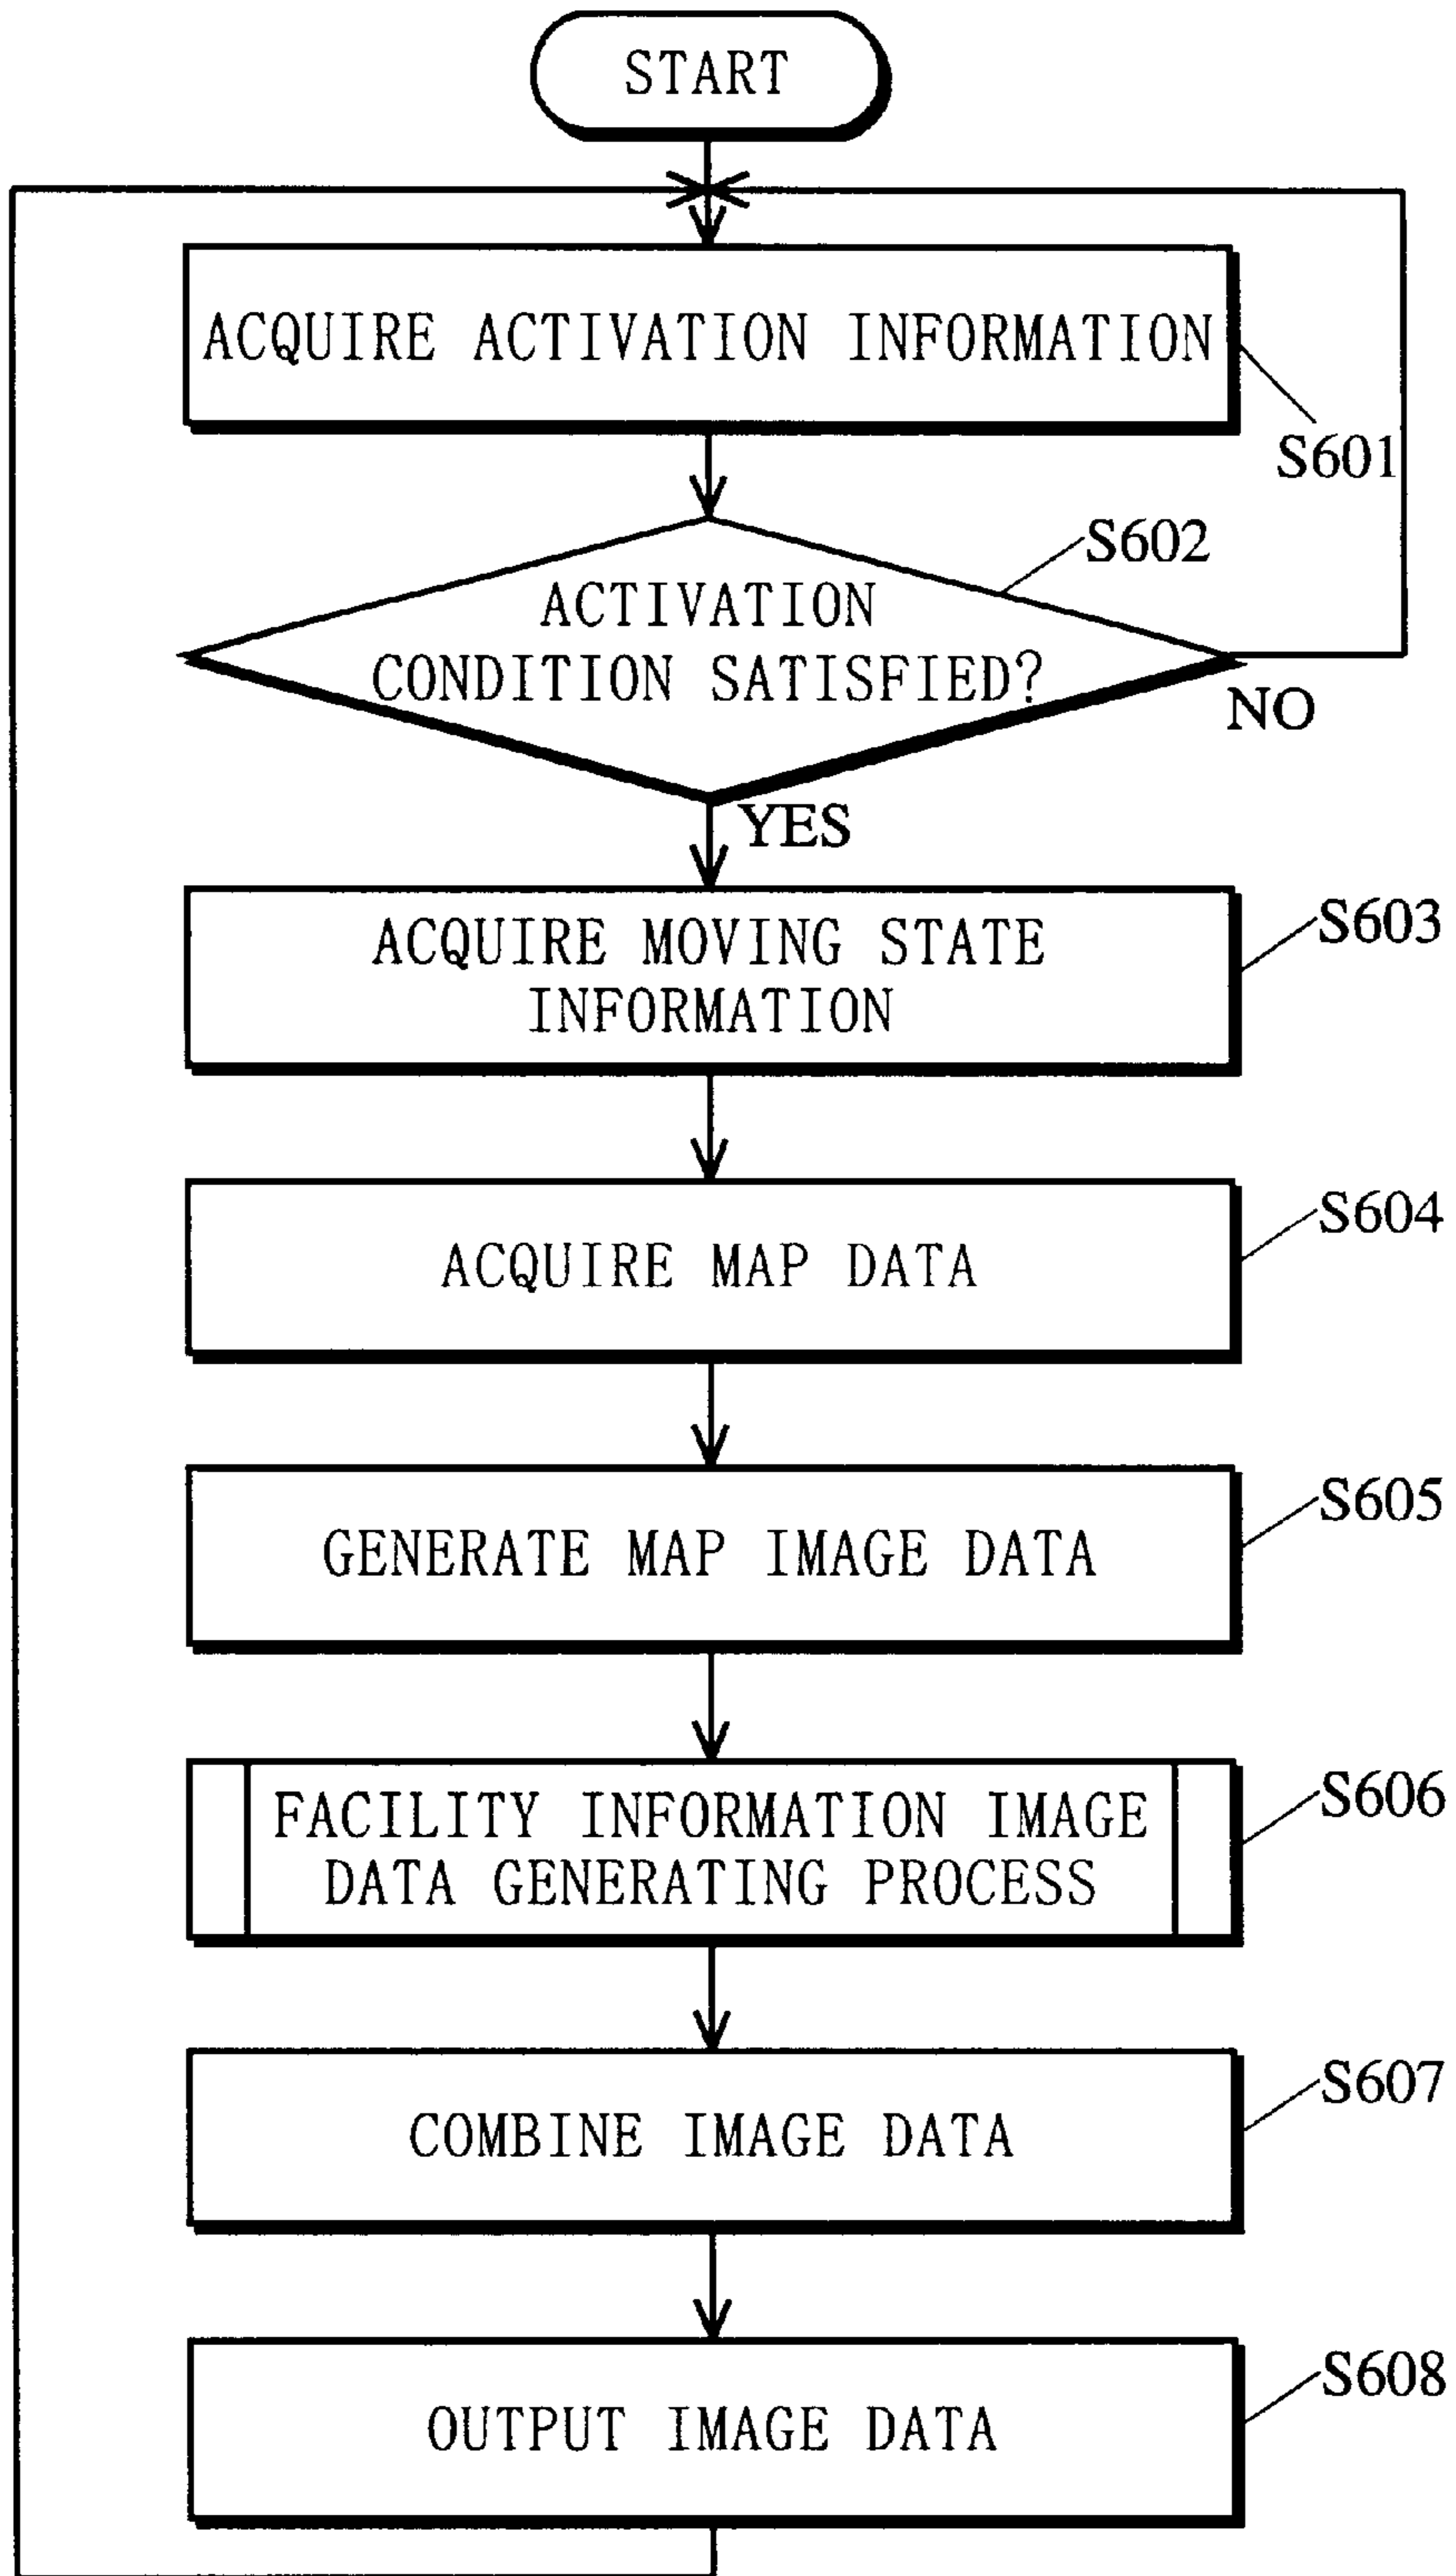 START
ACQUIRE ACTIVATION INFORMATION
S601
S602
ACTIVATION
CONDITION SATISFIED?
NO
YES
S603
ACQUIRE MOVING STATE
INFORMATION
S604
ACQUIRE MAP DATA
S605
GENERATE MAP IMAGE DATA
S606
FACILITY INFORMATION IMAGE
DATA GENERATING PROCESS
S607
COMBINE IMAGE DATA
S608
OUTPUT IMAGE DATA